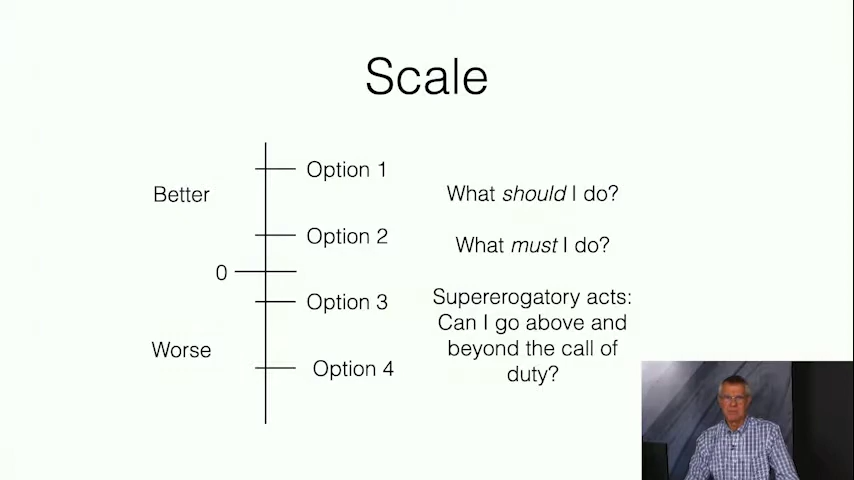 Scale
Better
Option 1
What should I do?
Option 2
What must I do?
0
Option 3
Supererogatory acts:
Can I go above and
beyond the call of
duty?
Worse
Option 4